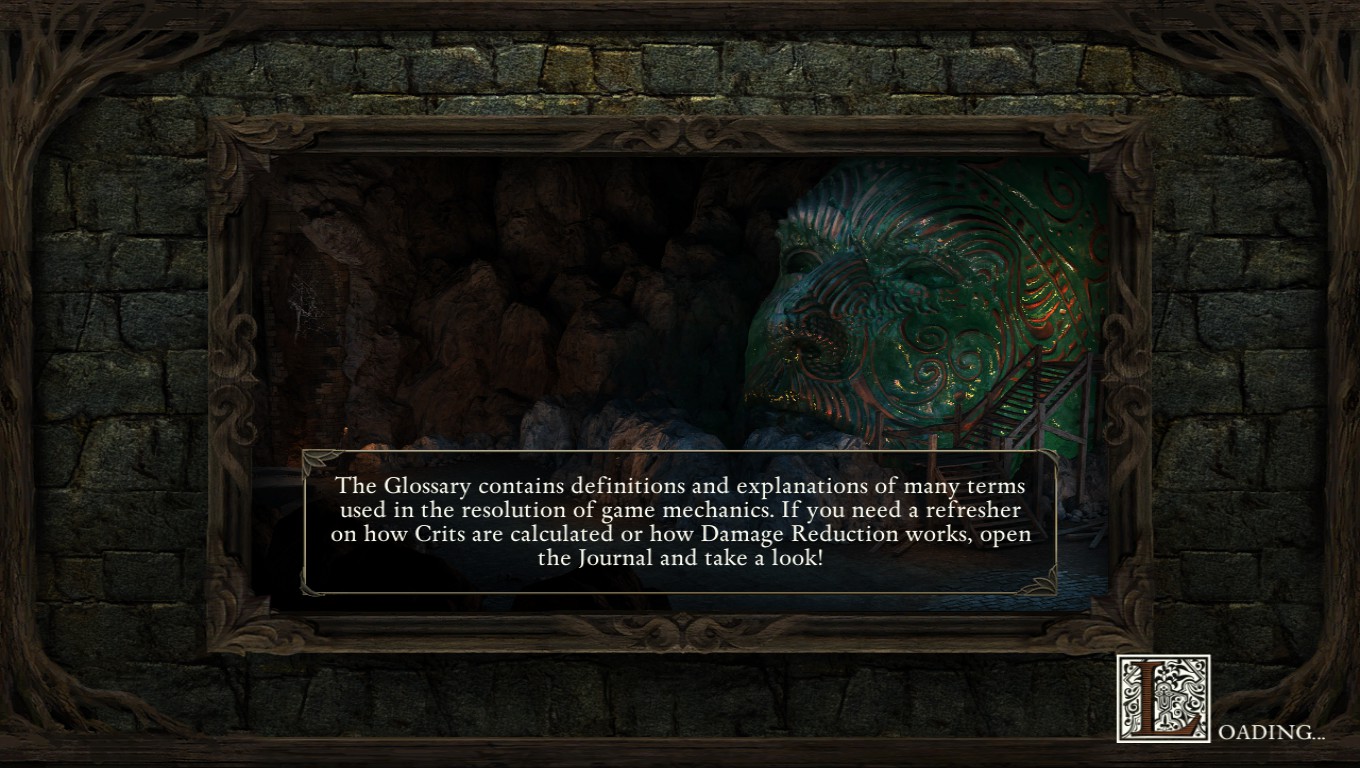 The Glossary contains definitions and explanations of many terms
used in the resolution of game mechanics. If you need a refresher
on how Crits are calculated or how Damage Reduction works, open
the Journal and take a look!
LOADING...